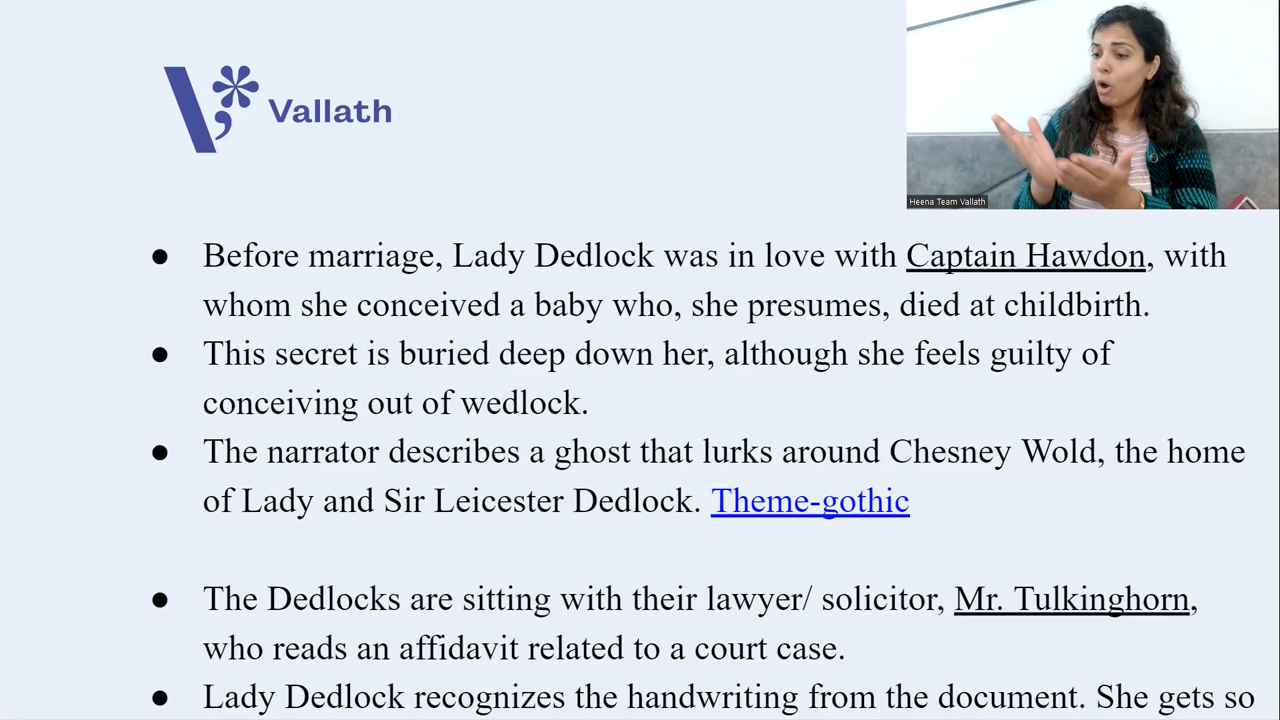 Vallath
Heena Team Vallath
● Before marriage, Lady Dedlock was in love with Captain Hawdon, with
whom she conceived a baby who, she presumes, died at childbirth.
● This secret is buried deep down her, although she feels guilty of
conceiving out of wedlock.
● The narrator describes a ghost that lurks around Chesney Wold, the home
of Lady and Sir Leicester Dedlock. Theme-gothic
● The Dedlocks are sitting with their lawyer/ solicitor, Mr. Tulkinghorn,
who reads an affidavit related to a court case.
● Lady Dedlock recognizes the handwriting from the document. She gets so